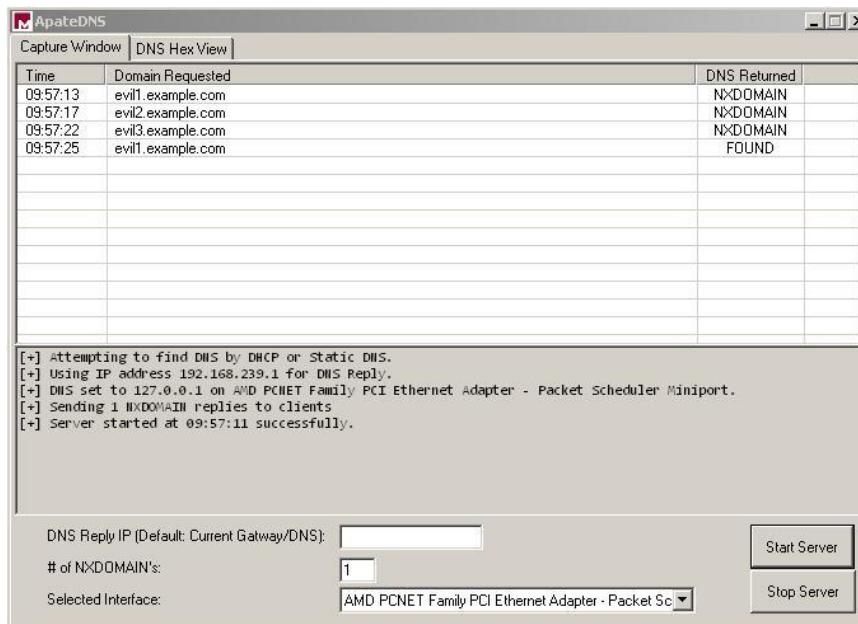 ApateDNS
Capture Window DNS Hex View
Time Domain Requested DNS Returned
09:57:13 evil1.example.com NXDOMAIN
09:57:17 evil2.example.com NXDOMAIN
09:57:22 evil3.example.com NXDOMAIN
09:57:25 evil1.example.com FOUND
[+] Attempting to find DNS by DHCP or Static DNS.
[+] Using IP address 192.168.239.1 for DNS Reply.
[+] DNS set to 127.0.0.1 on AMD PCNET Family PCI Ethernet Adapter - Packet Scheduler Miniport.
[+] Sending 1 NXDOMAIN replies to clients
[+] Server started at 09:57:11 successfully.
DNS Reply IP (Default: Current Gatway/DNS):
Start Server
# of NXDOMAIN's: 1
Stop Server
Selected Interface: AMD PCNET Family PCI Ethernet Adapter - Packet Sc